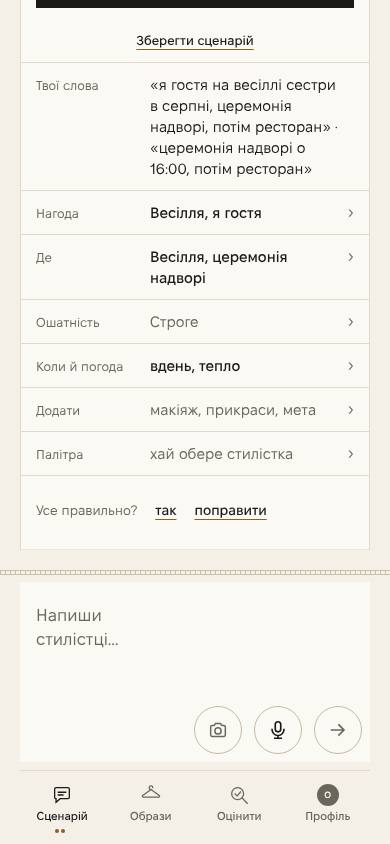 Зберегти сценарій
Твої слова
«я гостя на весіллі сестри
в серпні, церемонія
надворі, потім ресторан» ·
«церемонія надворі о
16:00, потім ресторан»
Нагода
Весілля, я гостя
Де
Весілля, церемонія
надворі
Ошатність
Строге
Коли й погода
вдень, тепло
Додати
макіяж, прикраси, мета
Палітра
хай обере стилістка
Усе правильно? так поправити
Напиши
стилістці...
Сценарій Образи Оцінити О Профіль